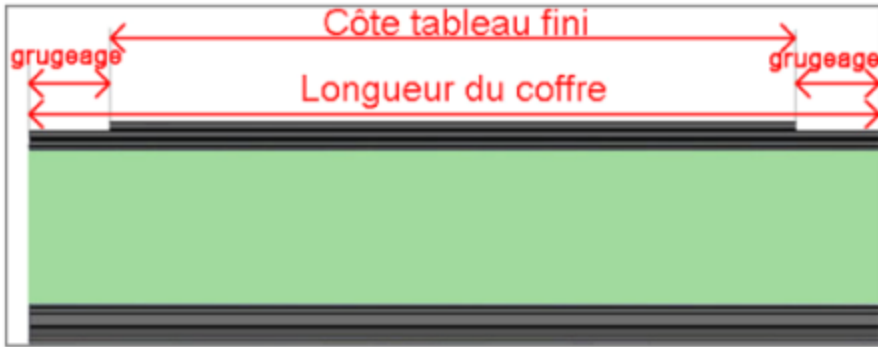 Côte tableau fini
grugeage
grugeage
Longueur du coffre